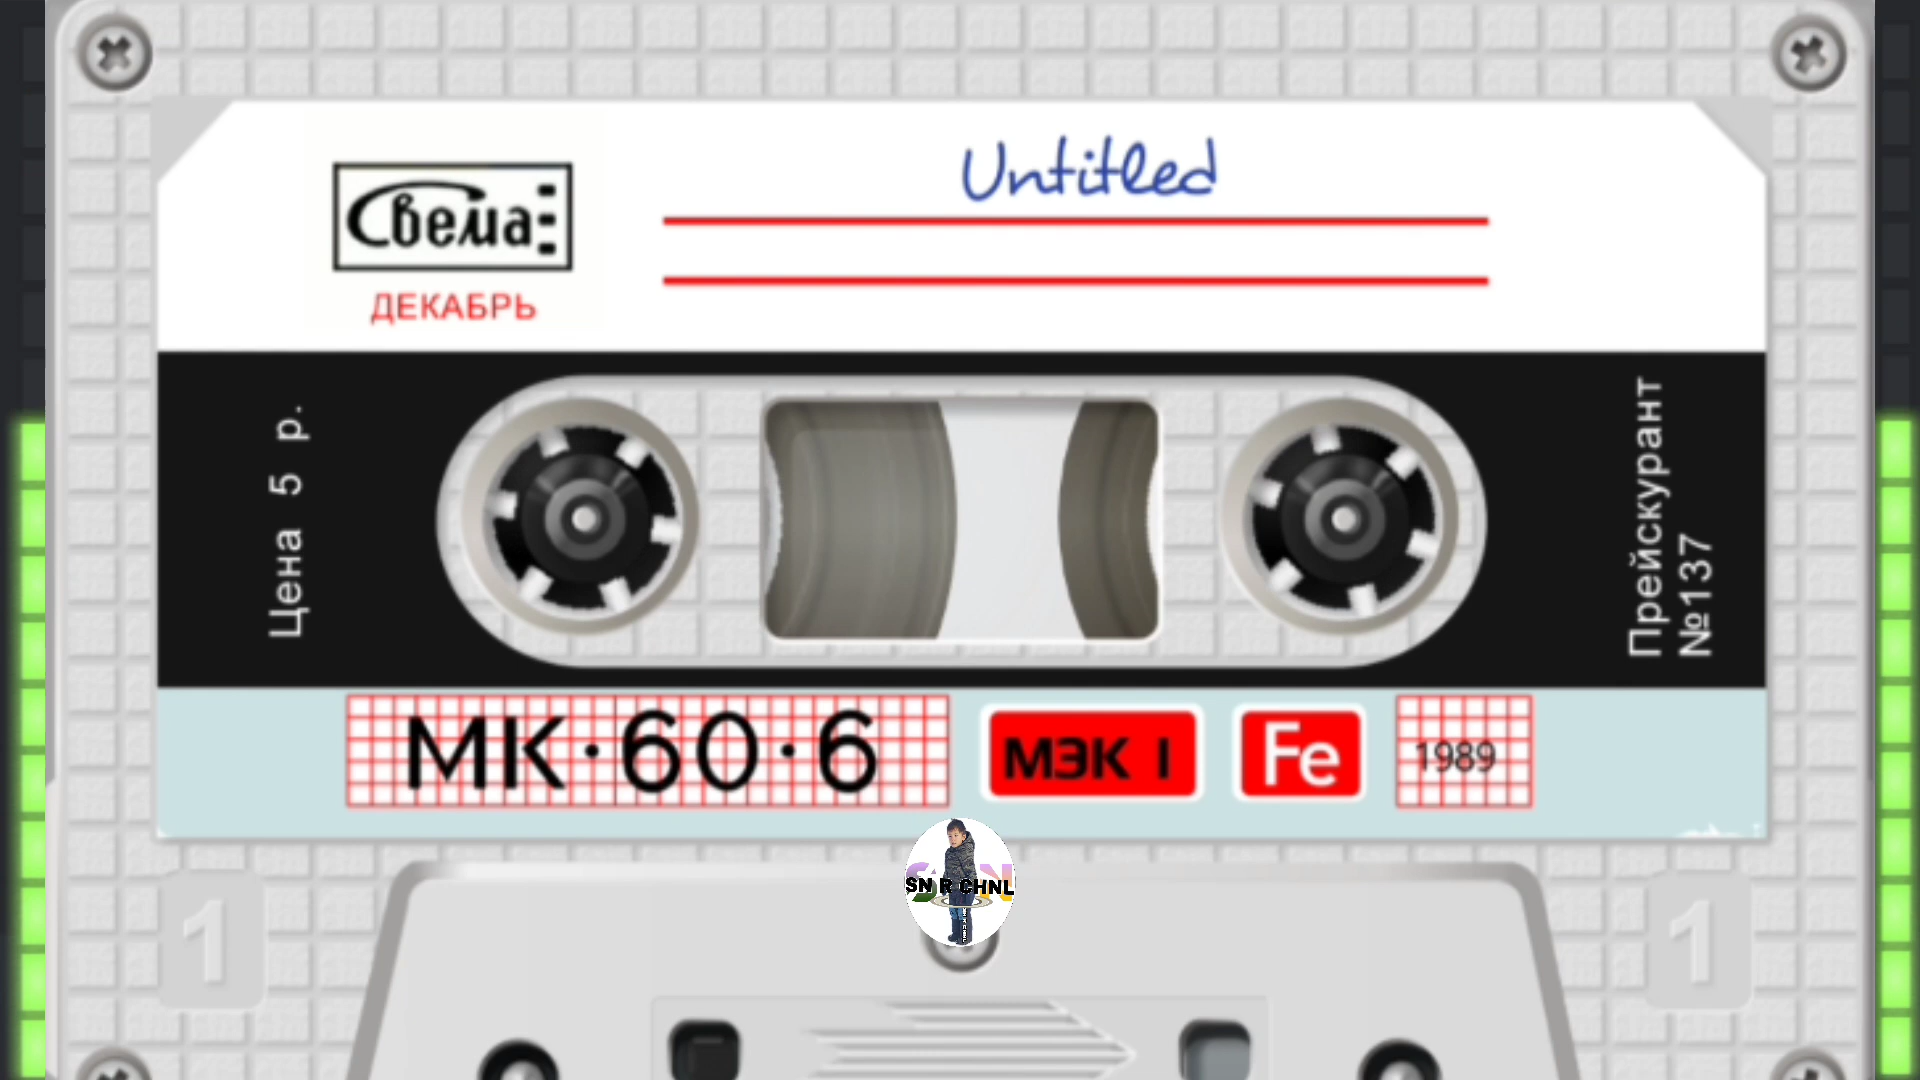 Untitled
Свема
ДЕКАБРЬ
Цена 5 р.
Прейскурант
№137
МК·60·6
МЭК I
Fe
1989
SN R CHNL
1
1